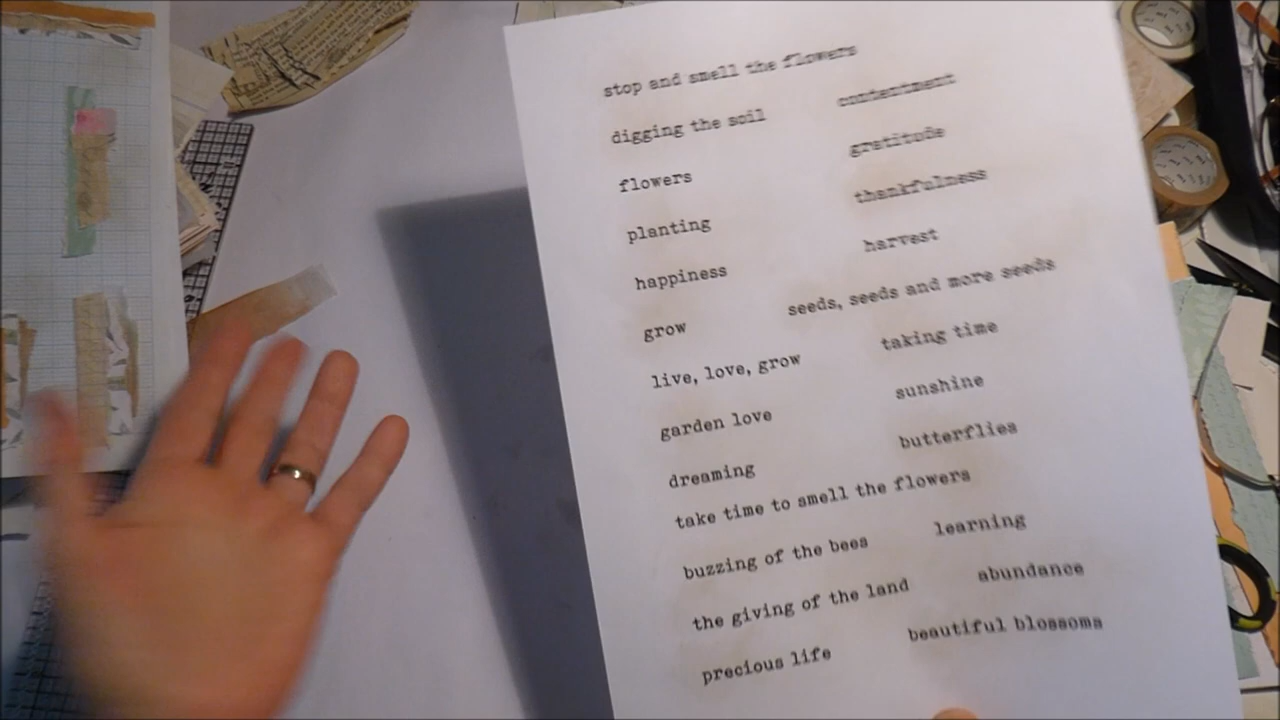 stop and smell the flowers
digging the soil
contentment
flowers
gratitude
planting
thankfulness
happiness
harvest
grow
seeds, seeds and more seeds
live, love, grow
taking time
garden love
sunshine
dreaming
butterflies
take time to smell the flowers
buzzing of the bees
learning
the giving of the land
abundance
precious life
beautiful blossoms